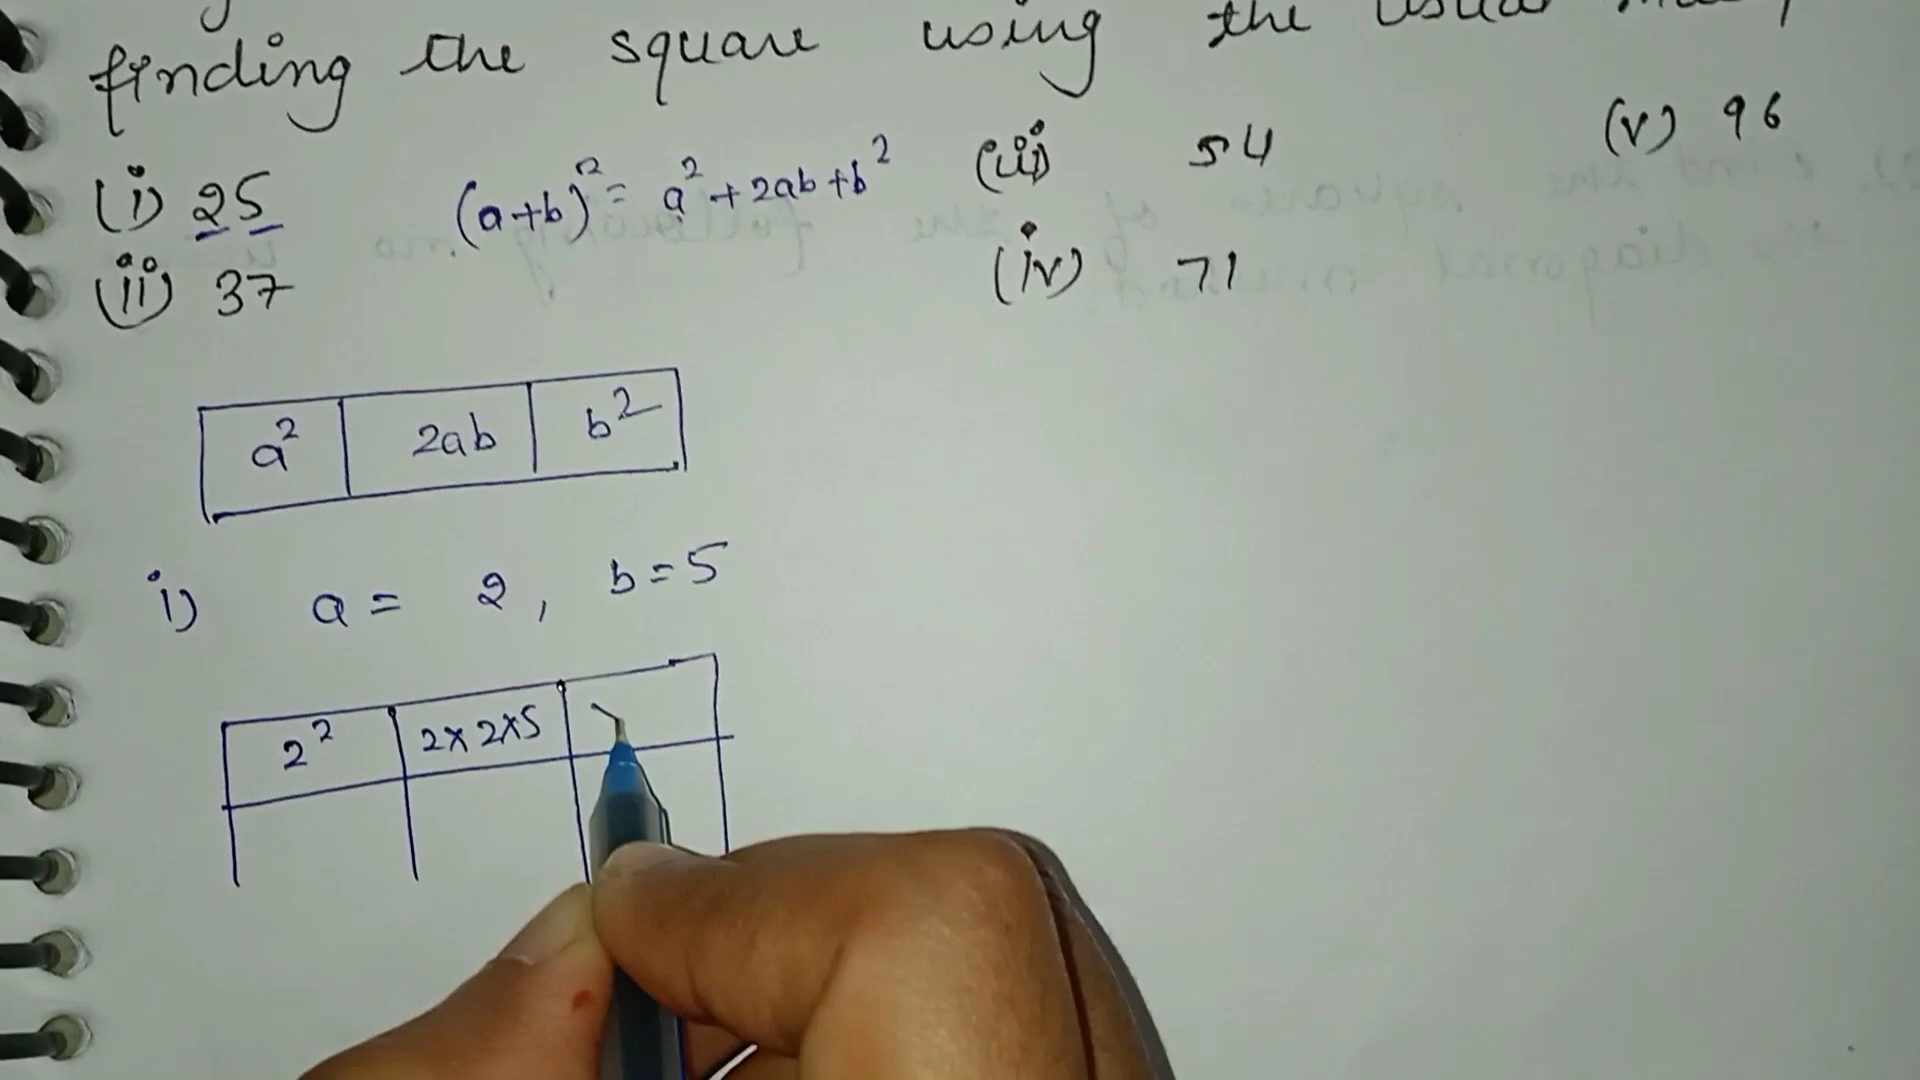 finding the square using the usual
(i) 25 (a+b)² = a² + 2ab + b² (iii) 54 (v) 96
(ii) 37 (iv) 71
a² 2ab b²
i) a = 2, b = 5
2² 2×2×5